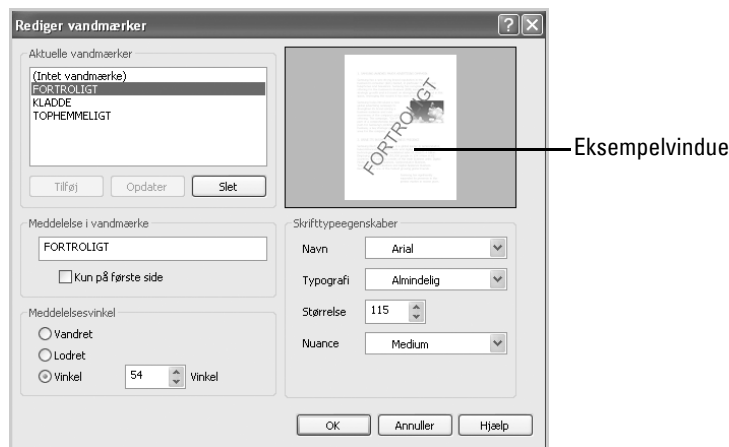 Rediger vandmærker
Aktuelle vandmærker
(Intet vandmærke)
FORTROLIGT
KLADDE
TOPHEMMELIGT
Tilføj Opdater Slet
FORTROLIGT
Eksempelvindue
Meddelelse i vandmærke
FORTROLIGT
Kun på første side
Meddelelsesvinkel
Vandret
Lodret
Vinkel 54 Vinkel
Skrifttypeegenskaber
Navn Arial
Typografi Almindelig
Størrelse 115
Nuance Medium
OK Annuller Hjælp